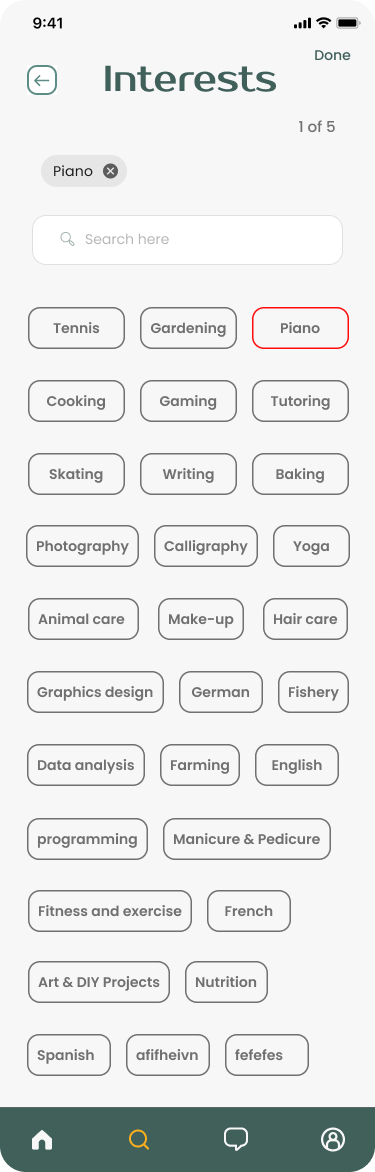 9:41
Done
Interests
1 of 5
Piano
Search here
Tennis Gardening Piano
Cooking Gaming Tutoring
Skating Writing Baking
Photography Calligraphy Yoga
Animal care Make-up Hair care
Graphics design German Fishery
Data analysis Farming English
programming Manicure & Pedicure
Fitness and exercise French
Art & DIY Projects Nutrition
Spanish afifheivn fefefes